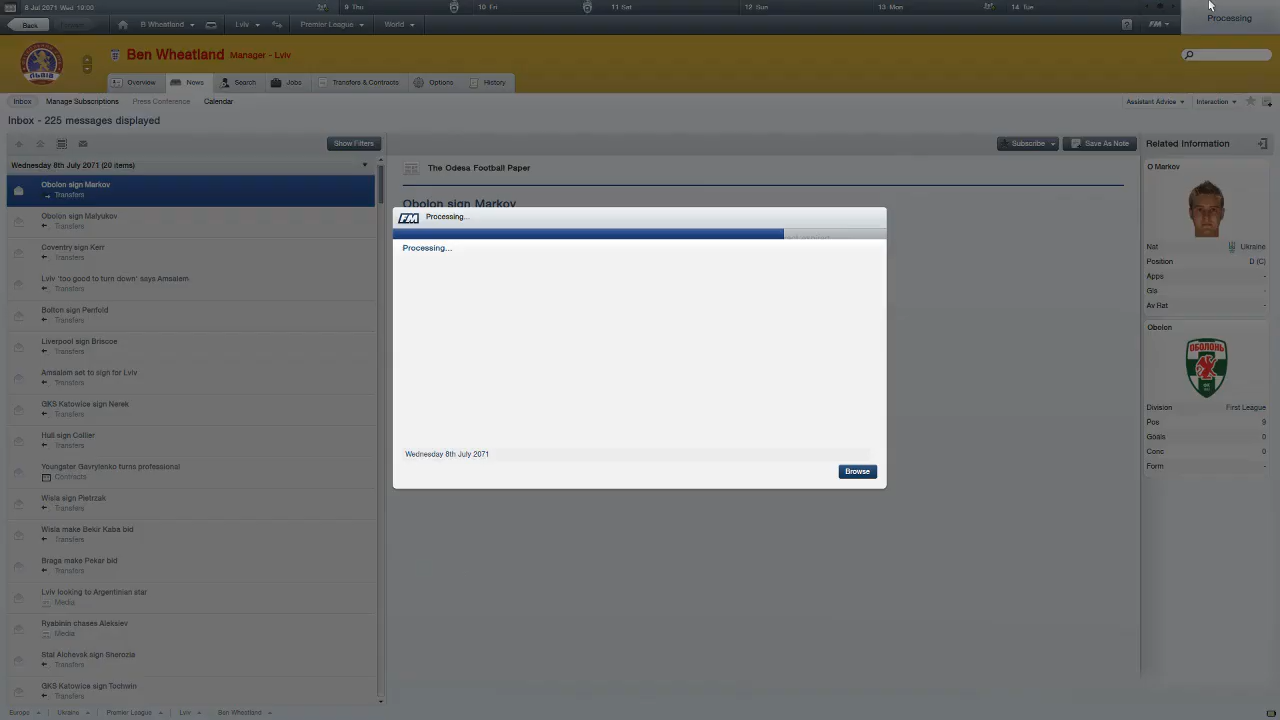 8 Jul 2071 Wed 10:00
9 Thu
10 Fri
11 Sat
12 Sun
13 Mon
14 Tue
Processing
Back
B Wheatland
Lviv
Premier League
World
FM
Ben Wheatland
Manager - Lviv
Overview
News
Search
Jobs
Transfers & Contracts
Options
History
Inbox
Manage Subscriptions
Press Conference
Calendar
Assistant Advice
Interaction
Inbox - 225 messages displayed
Show Filters
Subscribe
Save As Note
Related Information
Wednesday 8th July 2071 (20 items)
Obolon sign Markov
Transfers
Obolon sign Malyukov
Transfers
Coventry sign Kerr
Transfers
Lviv 'too good to turn down' says Amsalem
Transfers
Bolton sign Penfold
Transfers
Liverpool sign Briscoe
Transfers
Amsalem set to sign for Lviv
Transfers
GKS Katowice sign Nerek
Transfers
Hull sign Collier
Transfers
Youngster Gavrylenko turns professional
Contracts
Wisla sign Pietrzak
Transfers
Wisla make Bekir Kaba bid
Transfers
Braga make Pekar bid
Transfers
Lviv looking to Argentinian star
Media
Ryabinin chases Aleksiev
Media
Stal Alchevsk sign Sherozia
Transfers
GKS Katowice sign Tochwin
Transfers
The Odesa Football Paper
Obolon sign Markov
FM
Processing...
Processing...
Wednesday 8th July 2071
Browse
O Markov
Nat Ukraine
Position D (C)
Apps -
Gls -
Av Rat -
Obolon
ОБОЛОНЬ
Division First League
Pos 9
Goals 0
Conc 0
Form -
Europe
Ukraine
Premier League
Lviv
Ben Wheatland